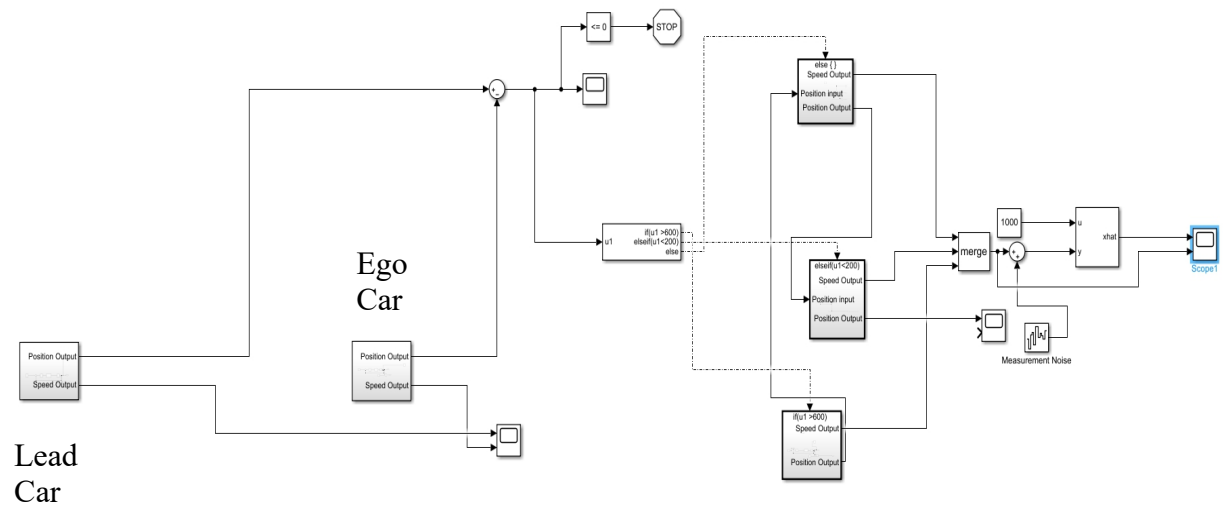 <= 0
STOP
else { }
Speed Output
Position input
Position Output
if(u1 >600)
u1
elseif(u1<200)
else
1000
u
xhat
y
merge
Scope1
Measurement Noise
elseif(u1<200)
Speed Output
Position input
Position Output
Ego
Car
Position Output
Speed Output
Position Output
Speed Output
if(u1 >600)
Speed Output
Position Output
Lead
Car